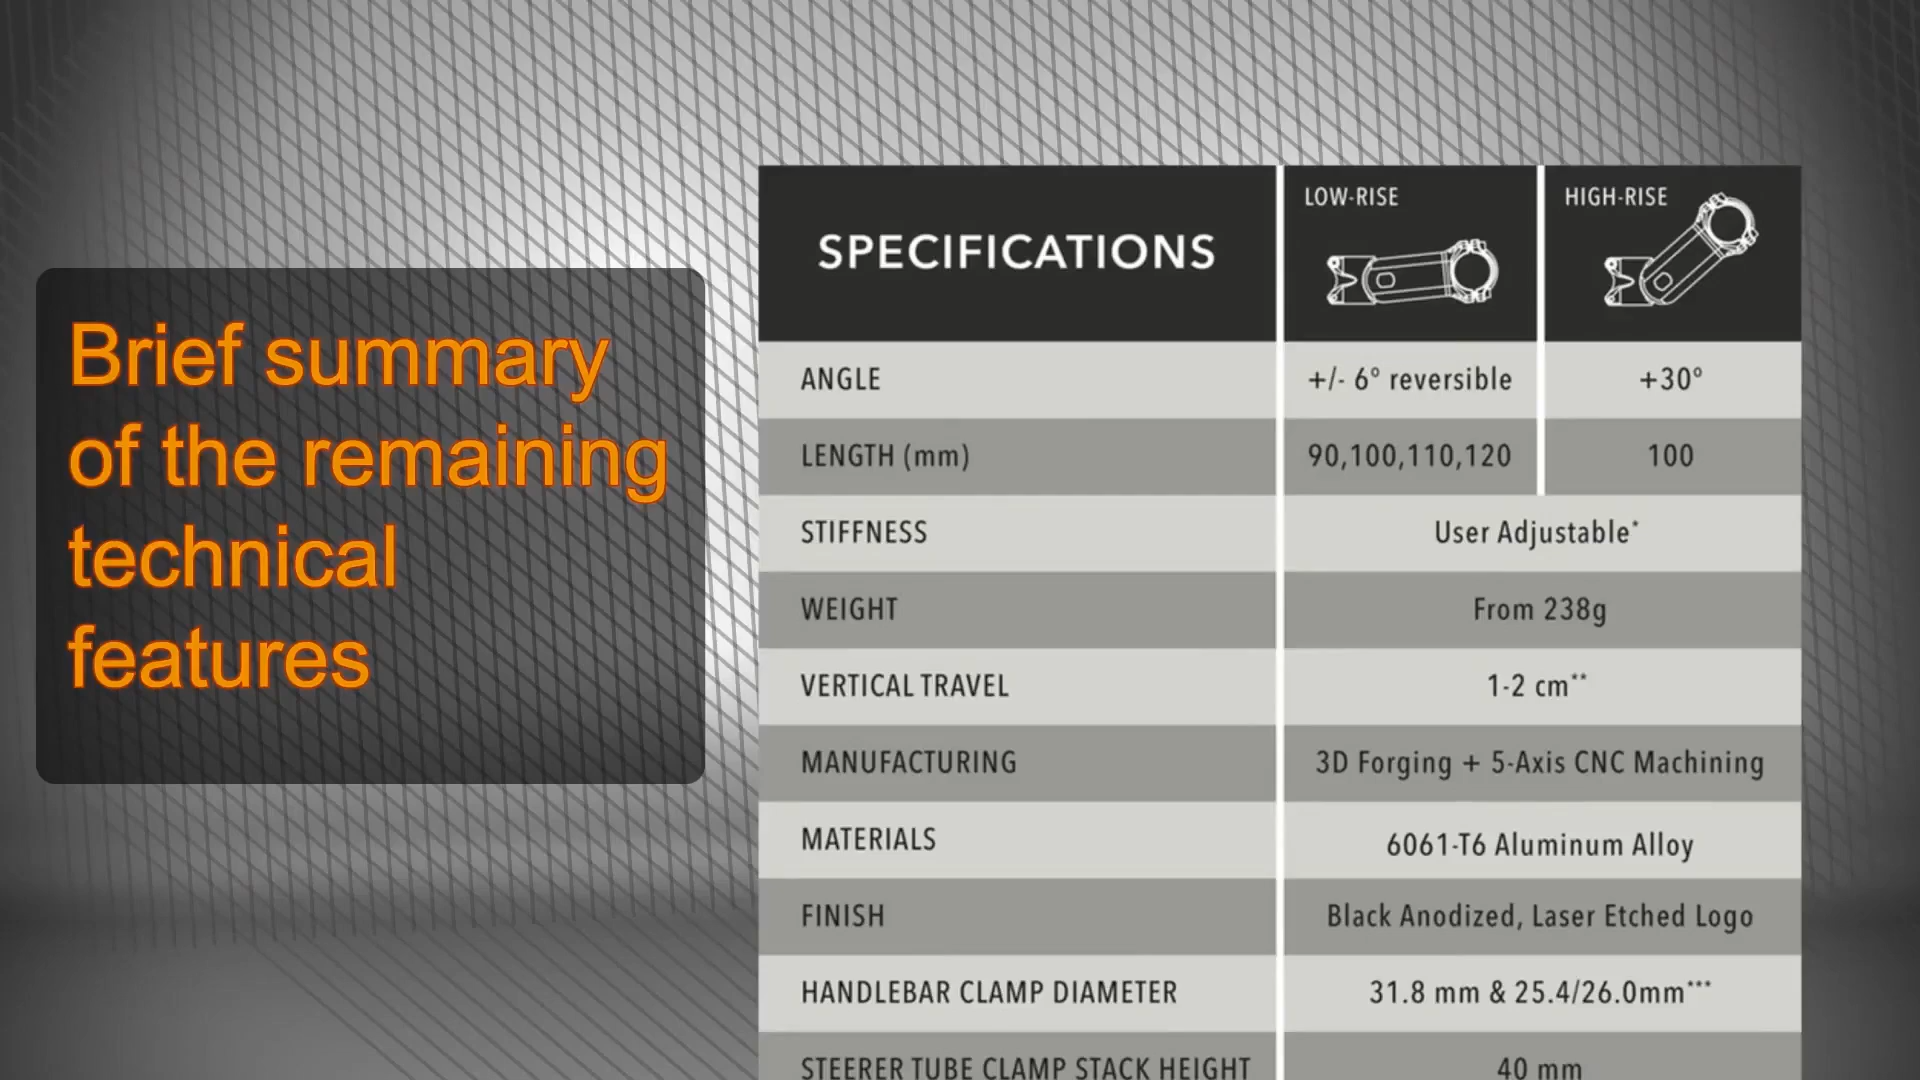 Brief summary
of the remaining
technical
features
SPECIFICATIONS
LOW-RISE
HIGH-RISE
ANGLE
+/- 6º reversible
+30º
LENGTH (mm)
90,100,110,120
100
STIFFNESS
User Adjustable*
WEIGHT
From 238g
VERTICAL TRAVEL
1-2 cm**
MANUFACTURING
3D Forging + 5-Axis CNC Machining
MATERIALS
6061-T6 Aluminum Alloy
FINISH
Black Anodized, Laser Etched Logo
HANDLEBAR CLAMP DIAMETER
31.8 mm & 25.4/26.0mm***
STEERER TUBE CLAMP STACK HEIGHT
40 mm